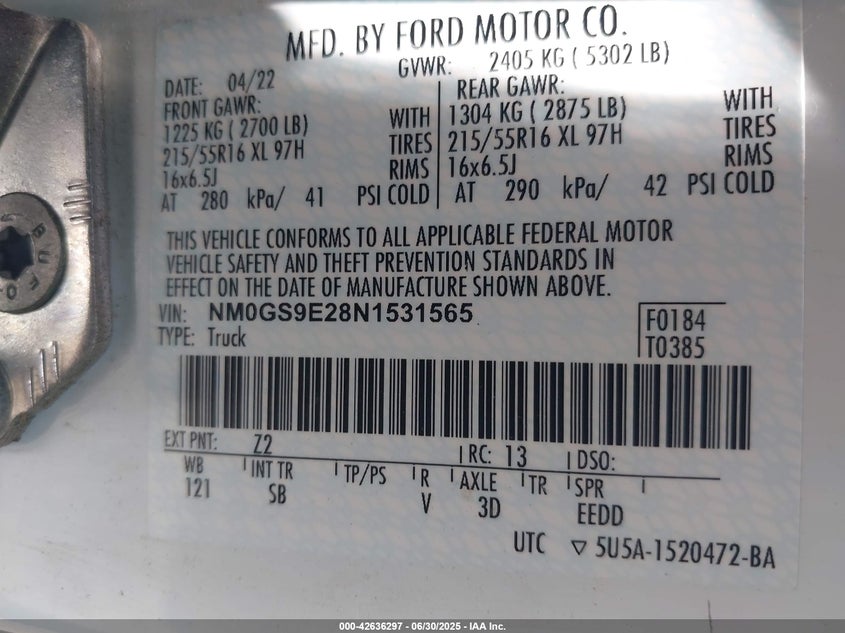 MFD. BY FORD MOTOR CO.
GVWR: 2405 KG ( 5302 LB)
DATE: 04/22
FRONT GAWR:
1225 KG ( 2700 LB) WITH
215/55R16 XL 97H TIRES
16x6.5J RIMS
AT 280 kPa/ 41 PSI COLD
REAR GAWR:
1304 KG ( 2875 LB) WITH
215/55R16 XL 97H TIRES
16x6.5J RIMS
AT 290 kPa/ 42 PSI COLD
THIS VEHICLE CONFORMS TO ALL APPLICABLE FEDERAL MOTOR
VEHICLE SAFETY AND THEFT PREVENTION STANDARDS IN
EFFECT ON THE DATE OF MANUFACTURE SHOWN ABOVE.
VIN: NM0GS9E28N1531565
TYPE: Truck
F0184
T0385
EXT PNT: Z2 RC: 13 DSO:
WB INT TR TP/PS R AXLE TR SPR
121 SB V 3D EEDD
UTC ▽ 5U5A-1520472-BA
000-42636297 - 06/30/2025 - IAA Inc.